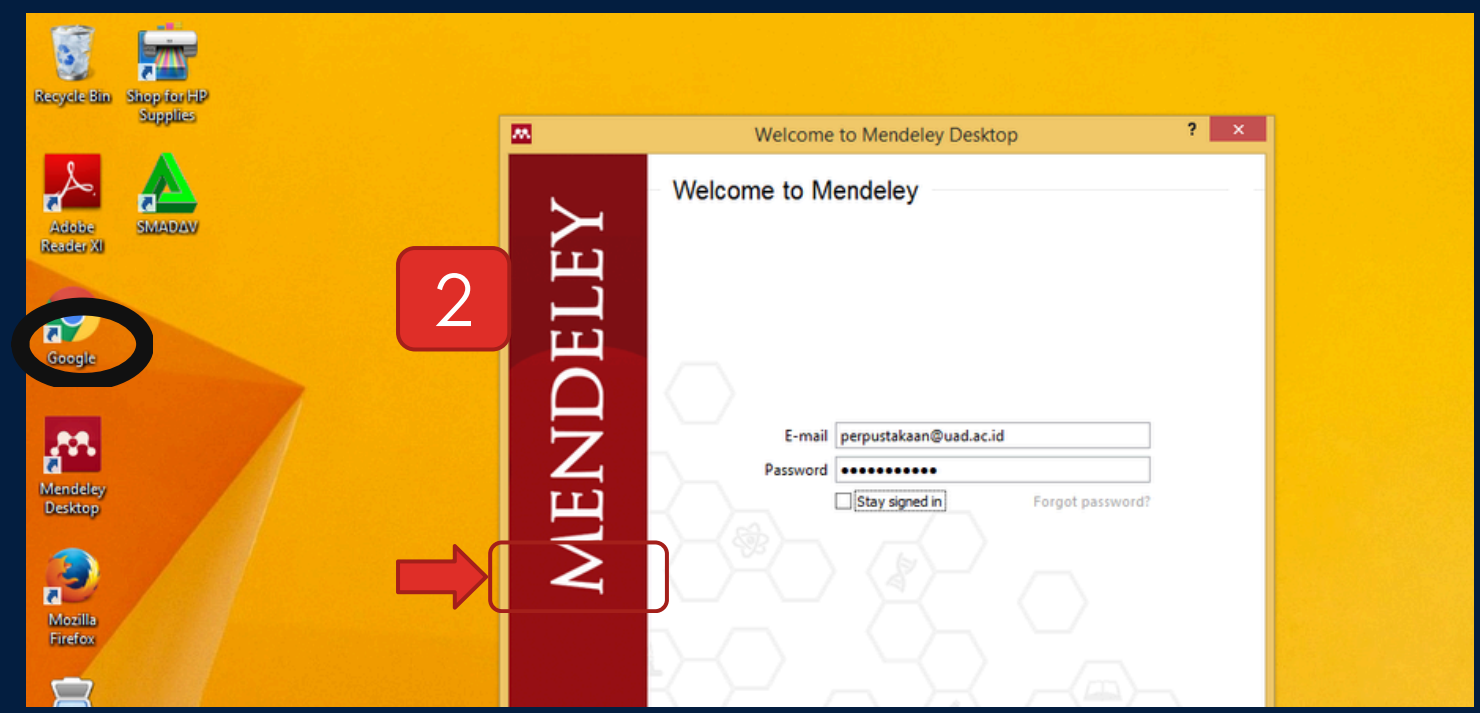 Recycle Bin
Shop for HP
Supplies
Adobe
Reader XI
SMADAV
Google
Mendeley
Desktop
Mozilla
Firefox
2
Welcome to Mendeley Desktop
?
MENDELEY
Welcome to Mendeley
E-mail
perpustakaan@uad.ac.id
Password
Stay signed in
Forgot password?